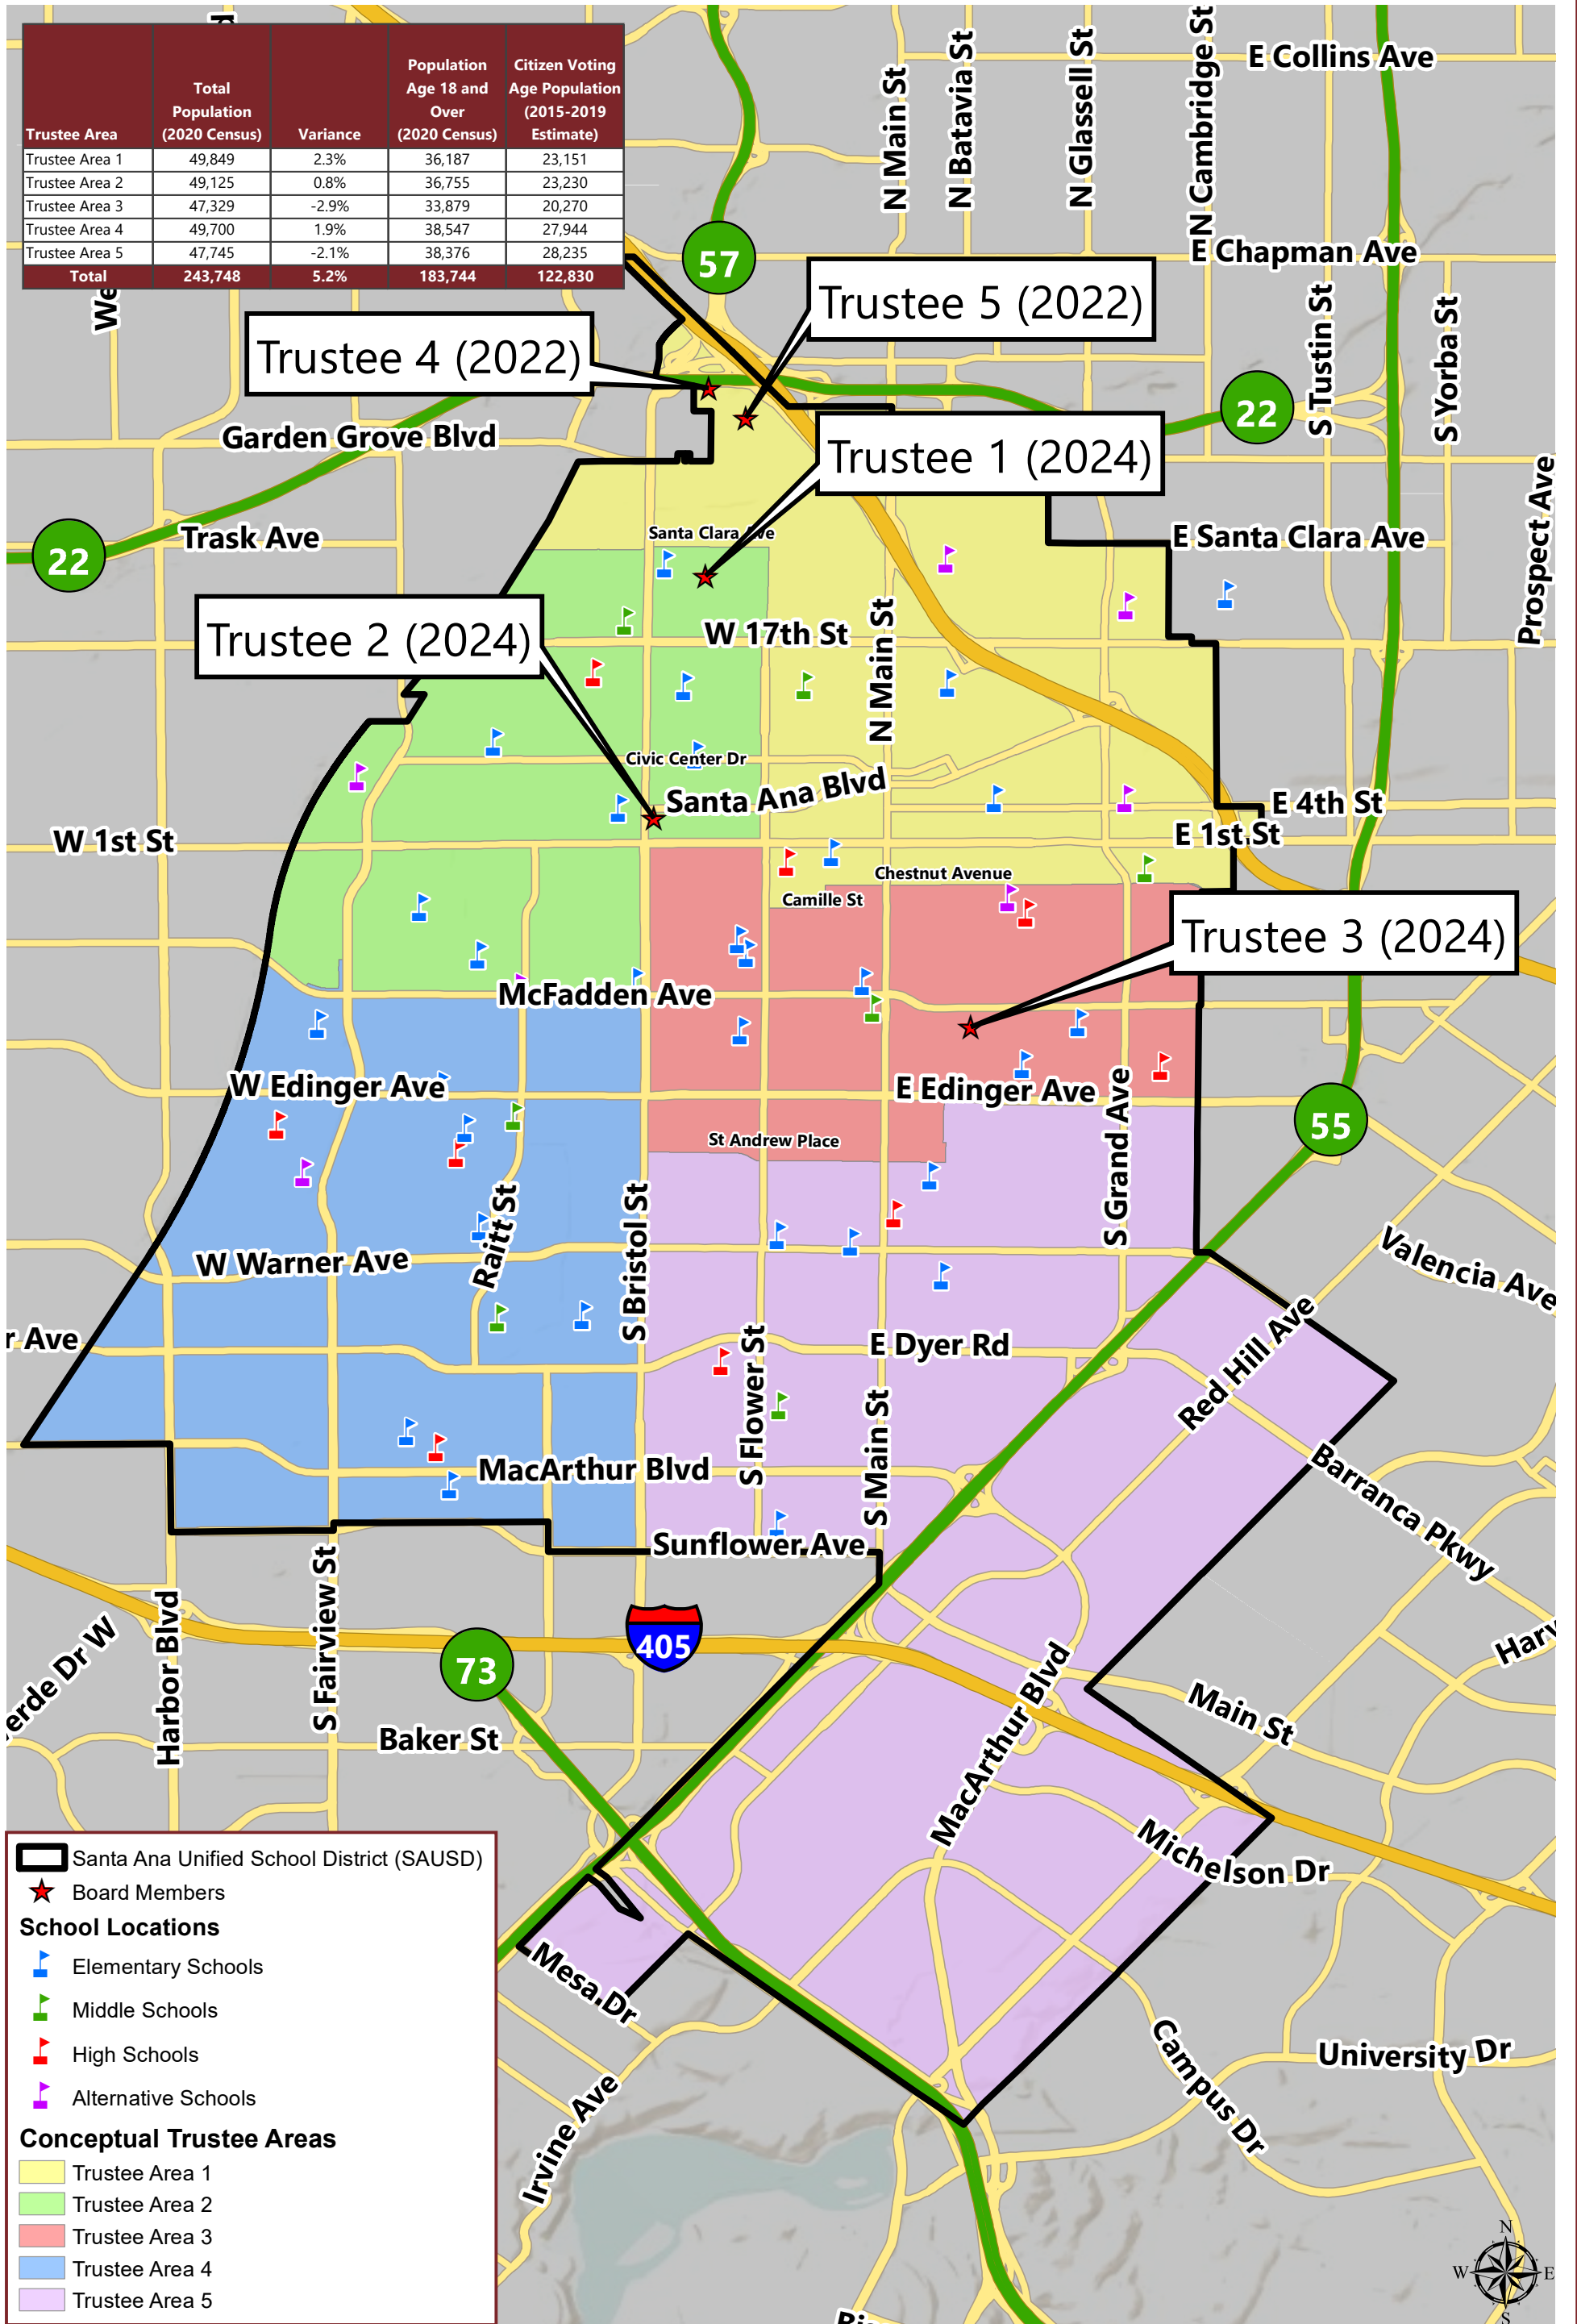 Trustee Area
Total Population (2020 Census)
Variance
Population Age 18 and Over (2020 Census)
Citizen Voting Age Population (2015-2019 Estimate)
Trustee Area 1 49,849 2.3% 36,187 23,151
Trustee Area 2 49,125 0.8% 36,755 23,230
Trustee Area 3 47,329 -2.9% 33,879 20,270
Trustee Area 4 49,700 1.9% 38,547 27,944
Trustee Area 5 47,745 -2.1% 38,376 28,235
Total 243,748 5.2% 183,744 122,830
N Main St
N Batavia St
N Glassell St
N Cambridge St
E Collins Ave
E Chapman Ave
57
Trustee 5 (2022)
Trustee 4 (2022)
S Tustin St
S Yorba St
22
Garden Grove Blvd
Trustee 1 (2024)
Prospect Ave
22
Trask Ave
Santa Clara Ave
E Santa Clara Ave
Trustee 2 (2024)
W 17th St
N Main St
Civic Center Dr
Santa Ana Blvd
E 4th St
W 1st St
E 1st St
Chestnut Avenue
Camille St
Trustee 3 (2024)
McFadden Ave
W Edinger Ave
E Edinger Ave
55
St Andrew Place
S Grand Ave
Raitt St
S Bristol St
W Warner Ave
Valencia Ave
r Ave
E Dyer Rd
Red Hill Ave
S Flower St
S Main St
MacArthur Blvd
Barranca Pkwy
Sunflower Ave
S Fairview St
Harbor Blvd
405
73
erde Dr W
Baker St
MacArthur Blvd
Main St
Harv
Michelson Dr
Mesa Dr
Campus Dr
University Dr
Irvine Ave
Santa Ana Unified School District (SAUSD)
Board Members
School Locations
Elementary Schools
Middle Schools
High Schools
Alternative Schools
Conceptual Trustee Areas
Trustee Area 1
Trustee Area 2
Trustee Area 3
Trustee Area 4
Trustee Area 5
N
W E
S